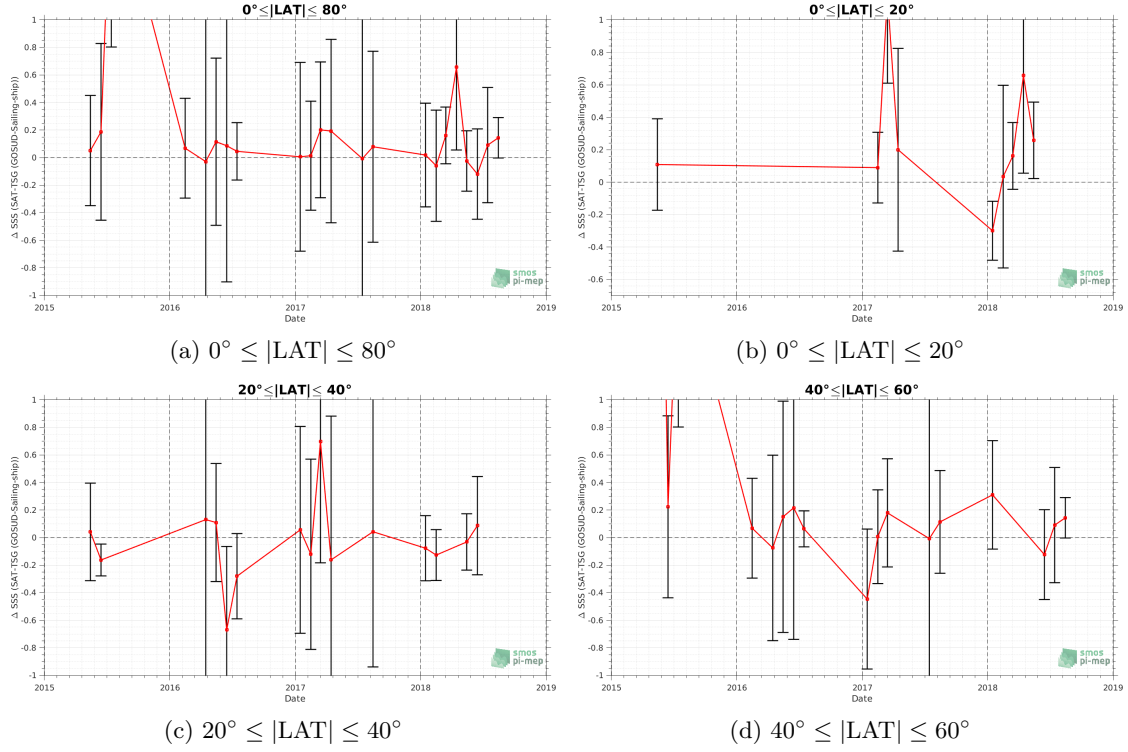 0°≤|LAT|≤ 80°
Δ SSS (SAT-TSG (GOSUD-Sailing-ship))
1
0.8
0.6
0.4
0.2
0
-0.2
-0.4
-0.6
-0.8
-1
smos
pi-mep
2015 2016 2017 2018 2019
Date
(a) 0° ≤ |LAT| ≤ 80°
0°≤|LAT|≤ 20°
Δ SSS (SAT-TSG (GOSUD-Sailing-ship))
1
0.8
0.6
0.4
0.2
0
-0.2
-0.4
-0.6
smos
pi-mep
2015 2016 2017 2018 2019
Date
(b) 0° ≤ |LAT| ≤ 20°
20°≤|LAT|≤ 40°
Δ SSS (SAT-TSG (GOSUD-Sailing-ship))
1
0.8
0.6
0.4
0.2
0
-0.2
-0.4
-0.6
-0.8
-1
smos
pi-mep
2015 2016 2017 2018 2019
Date
(c) 20° ≤ |LAT| ≤ 40°
40°≤|LAT|≤ 60°
Δ SSS (SAT-TSG (GOSUD-Sailing-ship))
1
0.8
0.6
0.4
0.2
0
-0.2
-0.4
-0.6
-0.8
-1
smos
pi-mep
2015 2016 2017 2018 2019
Date
(d) 40° ≤ |LAT| ≤ 60°